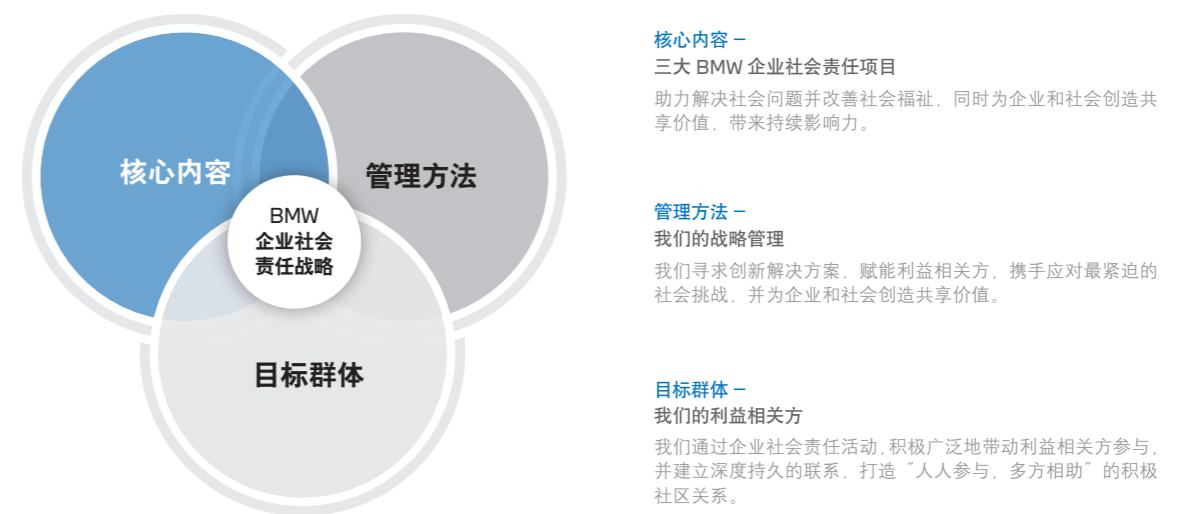 核心内容
管理方法
BMW
企业社会
责任战略
目标群体
核心内容 –
三大 BMW 企业社会责任项目
助力解决社会问题并改善社会福祉，同时为企业和社会创造共
享价值，带来持续影响力。
管理方法 –
我们的战略管理
我们寻求创新解决方案，赋能利益相关方，携手应对最紧迫的
社会挑战，并为企业和社会创造共享价值。
目标群体 –
我们的利益相关方
我们通过企业社会责任活动，积极广泛地带动利益相关方参与，
并建立深度持久的联系，打造“人人参与，多方相助”的积极
社区关系。